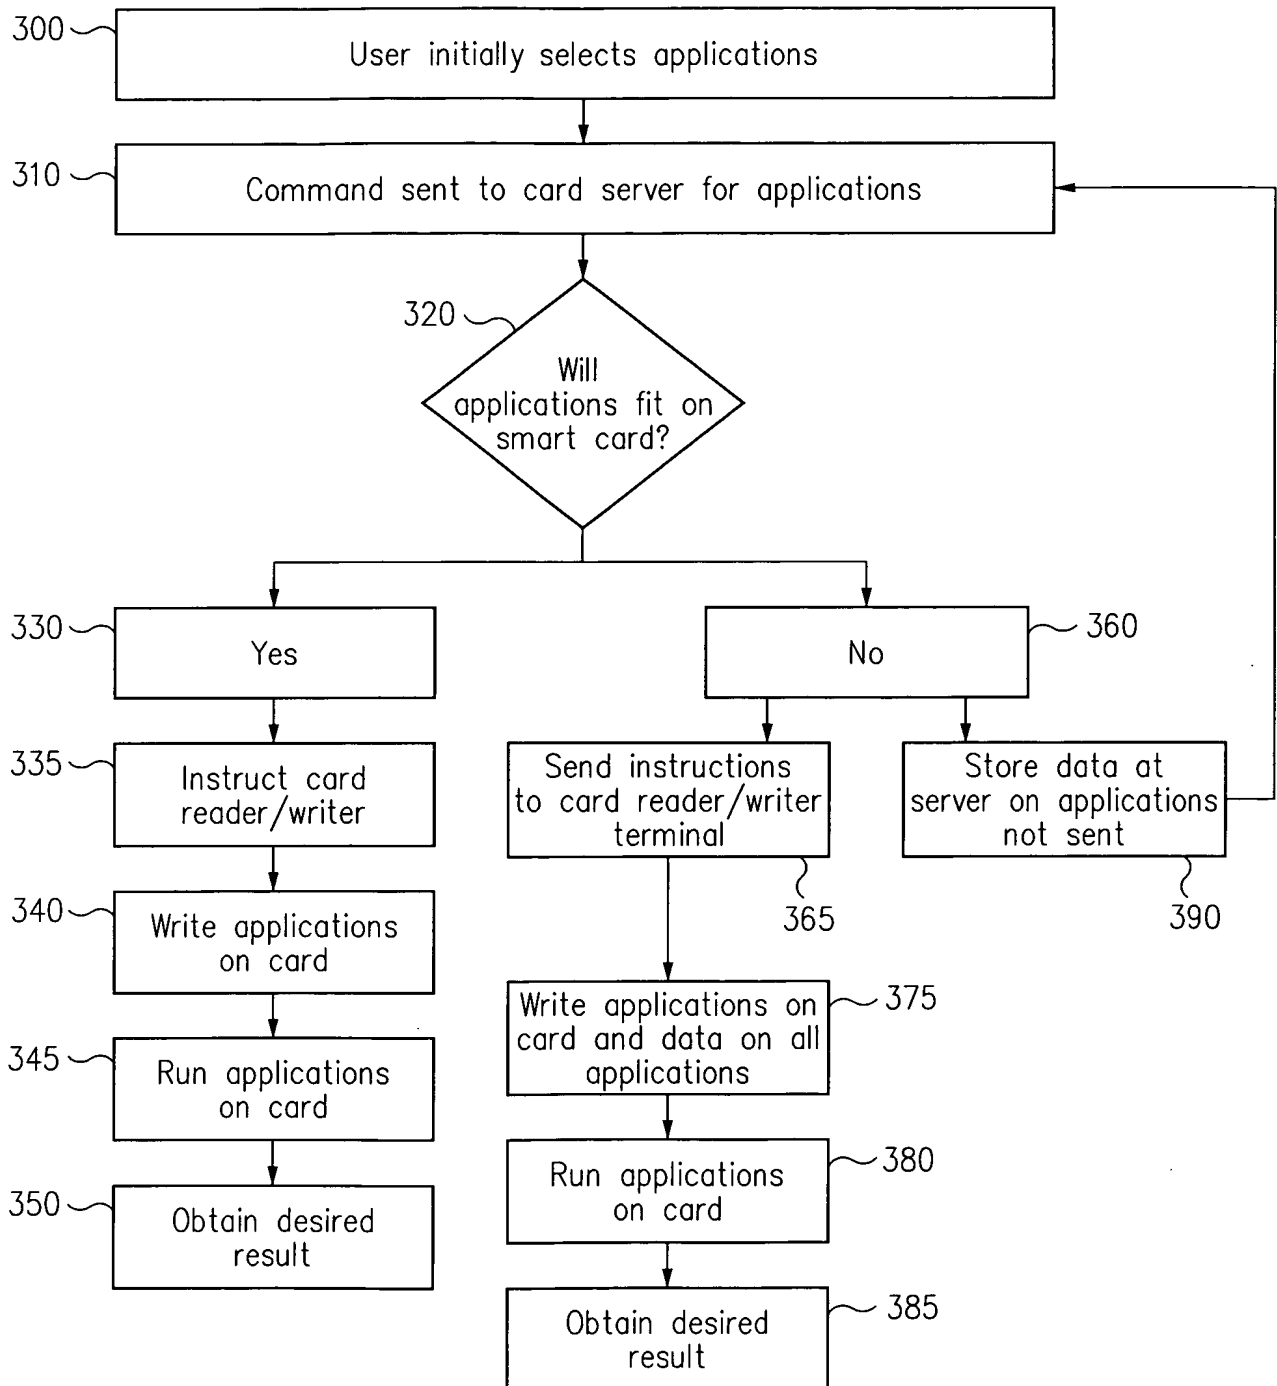 300
User initially selects applications
310
Command sent to card server for applications
320
Will
applications fit on
smart card?
330
Yes
No
360
335
Instruct card
reader/writer
Send instructions
to card reader/writer
terminal
365
Store data at
server on applications
not sent
390
340
Write applications
on card
Write applications on
card and data on all
applications
375
345
Run applications
on card
Run applications
on card
380
350
Obtain desired
result
Obtain desired
result
385